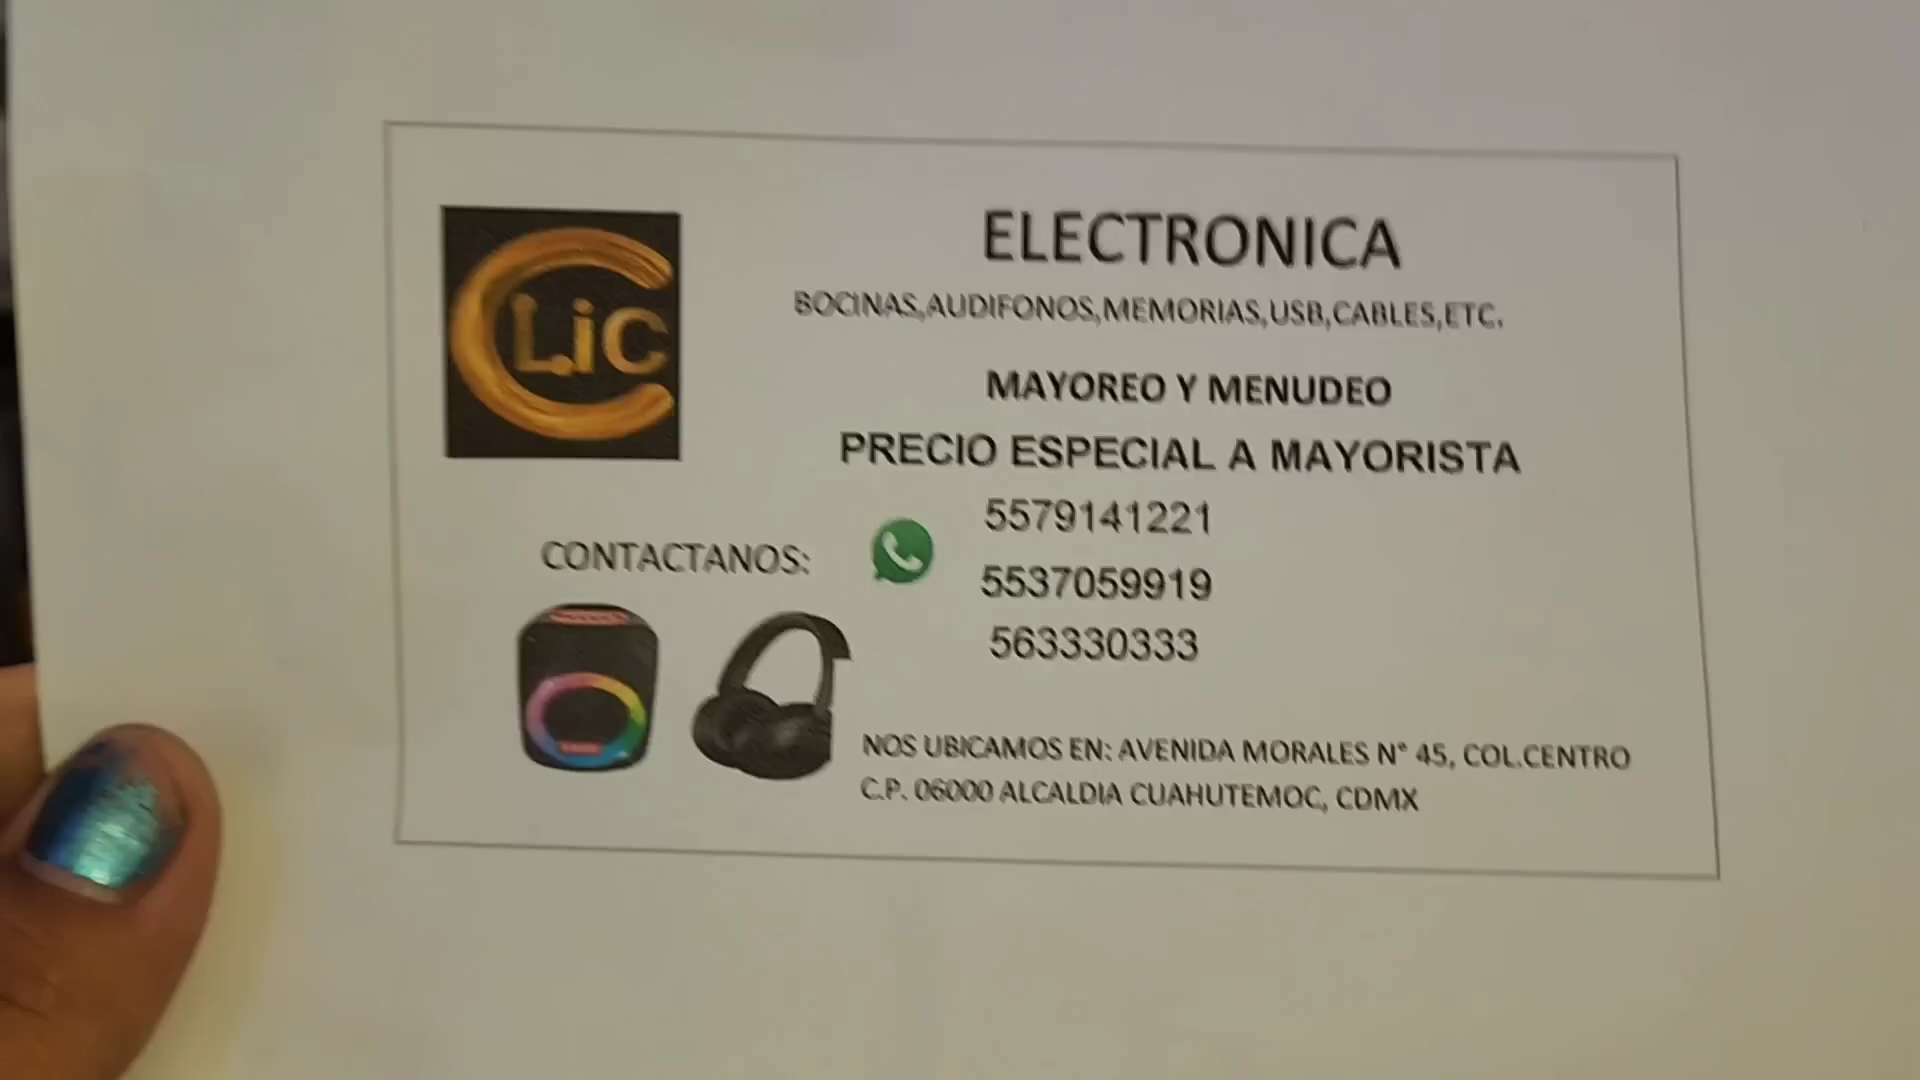 CLiC
ELECTRONICA
BOCINAS,AUDIFONOS,MEMORIAS,USB,CABLES,ETC.
MAYOREO Y MENUDEO
PRECIO ESPECIAL A MAYORISTA
5579141221
CONTACTANOS:
5537059919
563330333
NOS UBICAMOS EN: AVENIDA MORALES N° 45, COL.CENTRO
C.P. 06000 ALCALDIA CUAHUTEMOC, CDMX